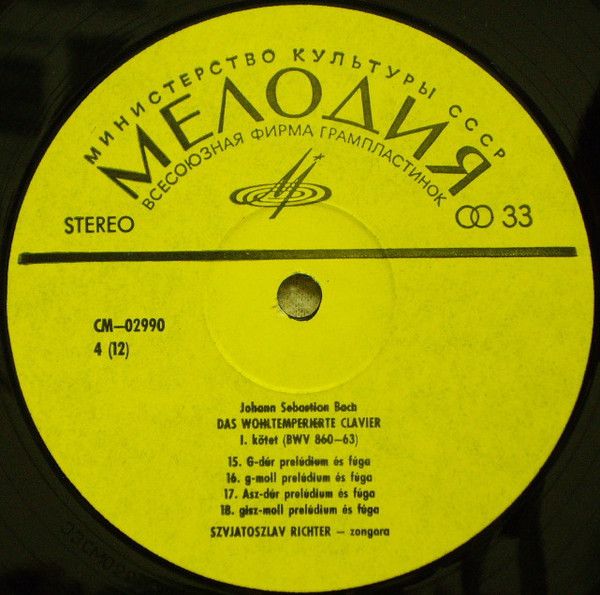 МИНИСТЕРСТВО КУЛЬТУРЫ СССР
МЕЛОДИЯ
ВСЕСОЮЗНАЯ ФИРМА ГРАМПЛАСТИНОК
STEREO
33
СМ—02990
4 (12)
Johann Sebastian Bach
DAS WOHLTEMPERIERTE CLAVIER
I. kötet (BWV 860—63)
15. G-dúr prelúdium és fúga
16. g-moll prelúdium és fúga
17. Asz-dúr prelúdium és fúga
18. gisz-moll prelúdium és fúga
SZVJATOSZLAV RICHTER — zongora